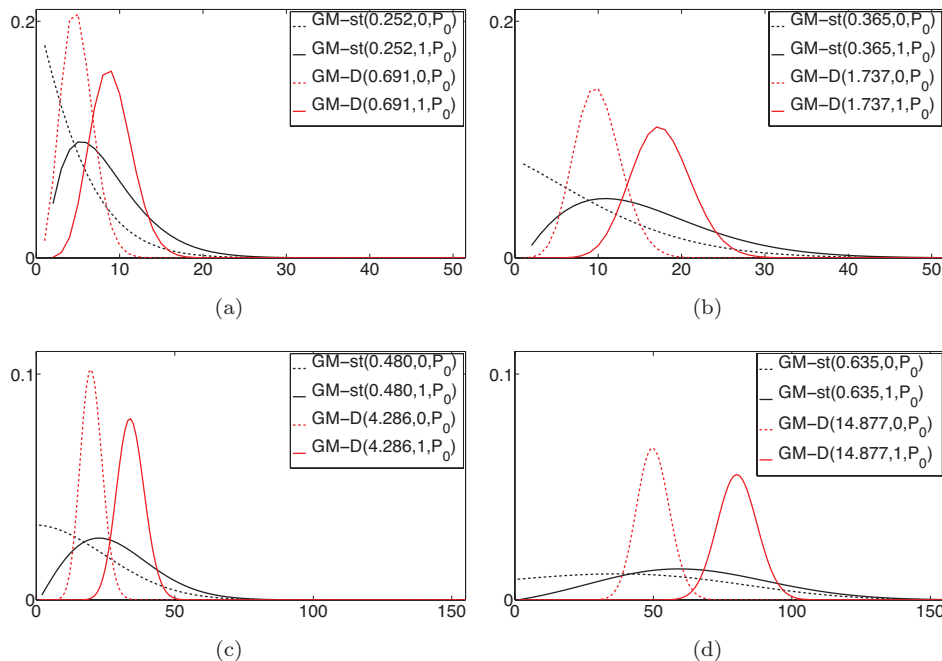 0.2
GM-st(0.252,0,P0)
GM-st(0.252,1,P0)
GM-D(0.691,0,P0)
GM-D(0.691,1,P0)
0
0 10 20 30 40 50
(a)
0.2
GM-st(0.365,0,P0)
GM-st(0.365,1,P0)
GM-D(1.737,0,P0)
GM-D(1.737,1,P0)
0
0 10 20 30 40 50
(b)
0.1
GM-st(0.480,0,P0)
GM-st(0.480,1,P0)
GM-D(4.286,0,P0)
GM-D(4.286,1,P0)
0
0 50 100 150
(c)
0.1
GM-st(0.635,0,P0)
GM-st(0.635,1,P0)
GM-D(14.877,0,P0)
GM-D(14.877,1,P0)
0
0 50 100 150
(d)